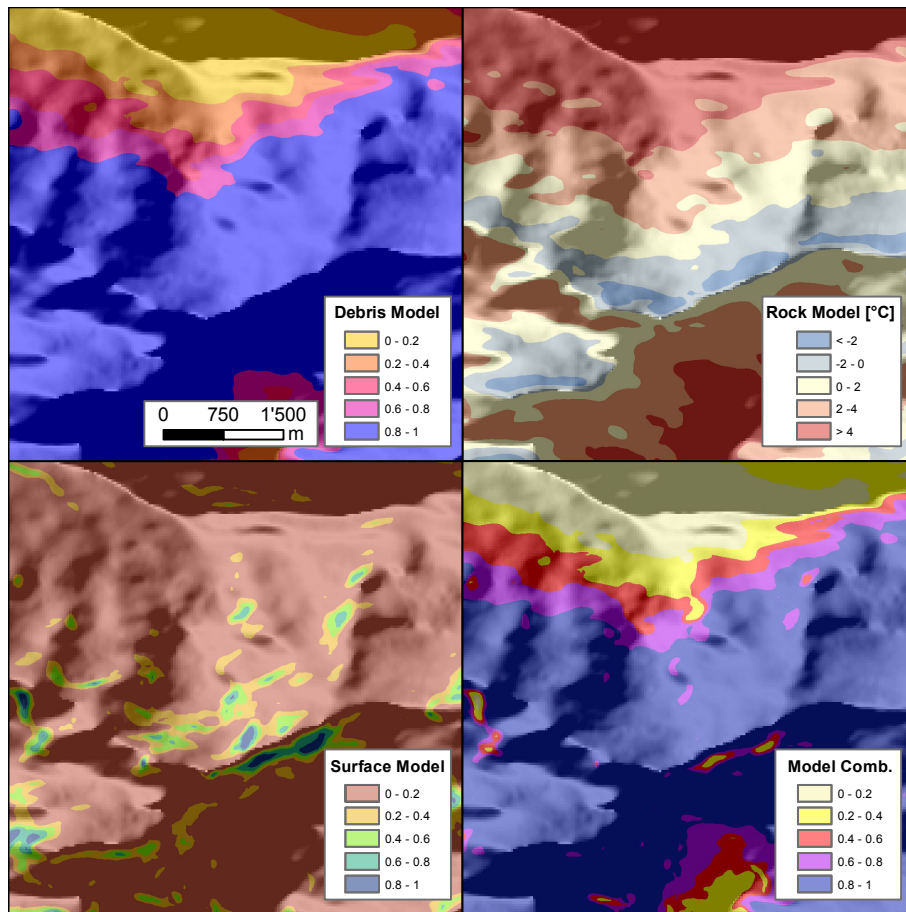 Debris Model
0 - 0.2
0.2 - 0.4
0.4 - 0.6
0.6 - 0.8
0.8 - 1
0 750 1'500
m
Rock Model [°C]
< -2
-2 - 0
0 - 2
2 -4
> 4
Surface Model
0 - 0.2
0.2 - 0.4
0.4 - 0.6
0.6 - 0.8
0.8 - 1
Model Comb.
0 - 0.2
0.2 - 0.4
0.4 - 0.6
0.6 - 0.8
0.8 - 1